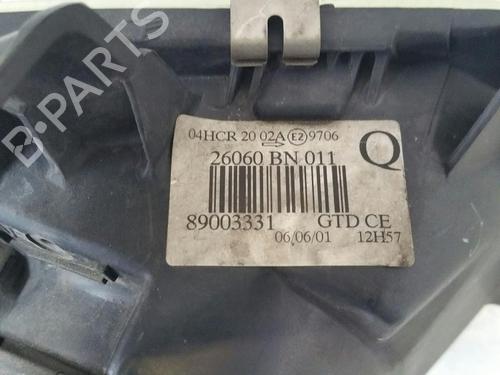 04HCR 20 02A E2 9706
26060 BN 011 Q
89003331 GTD CE
06/06/01 12H57
B-PARTS